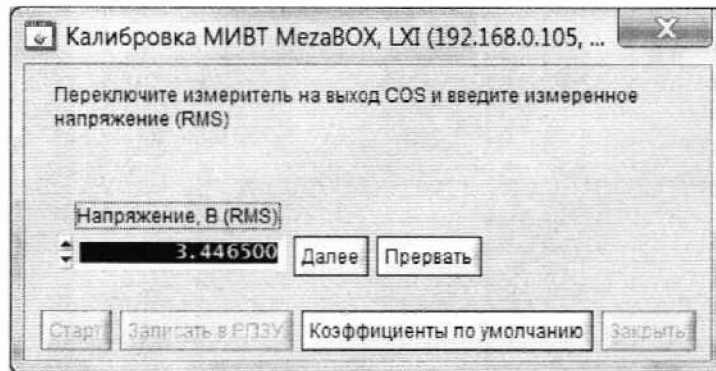 Калибровка МИВТ MezaBOX, LXI (192.168.0.105, ...
Переключите измеритель на выход COS и введите измеренное
напряжение (RMS)
Напряжение, В (RMS)
3.446500
Далее
Прервать
Старт
Записать в РПЗУ
Коэффициенты по умолчанию
Закрыть